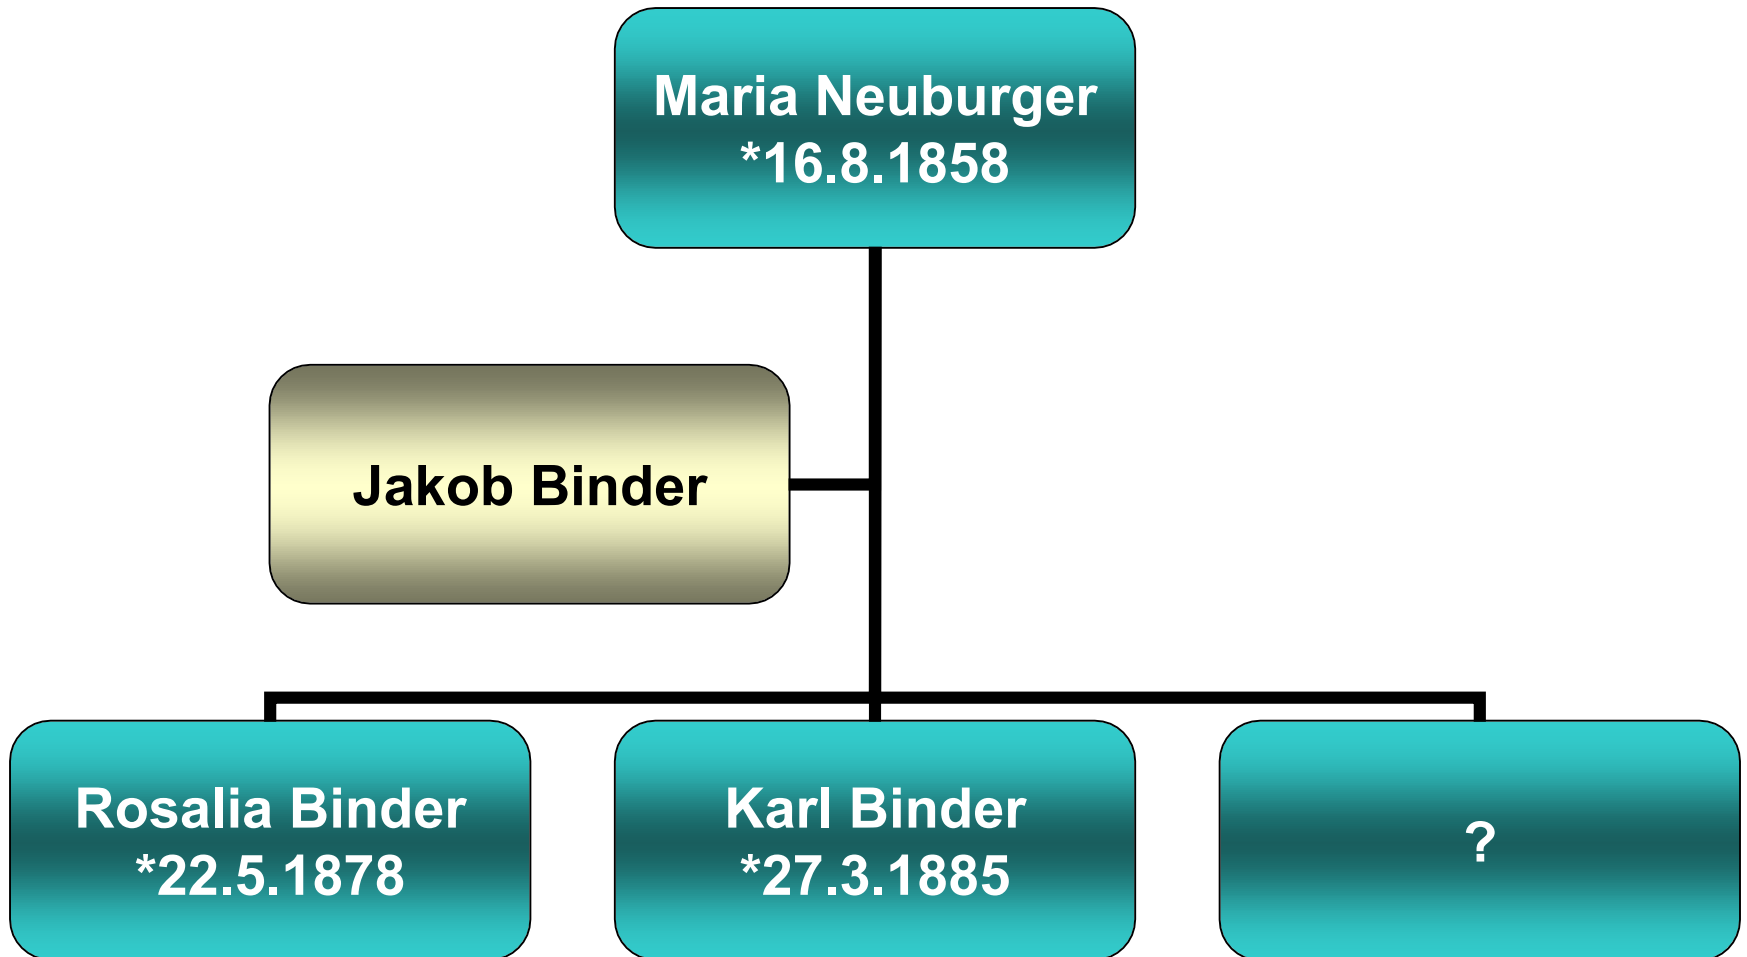 Maria Neuburger
*16.8.1858
Jakob Binder
Rosalia Binder
*22.5.1878
Karl Binder
*27.3.1885
?